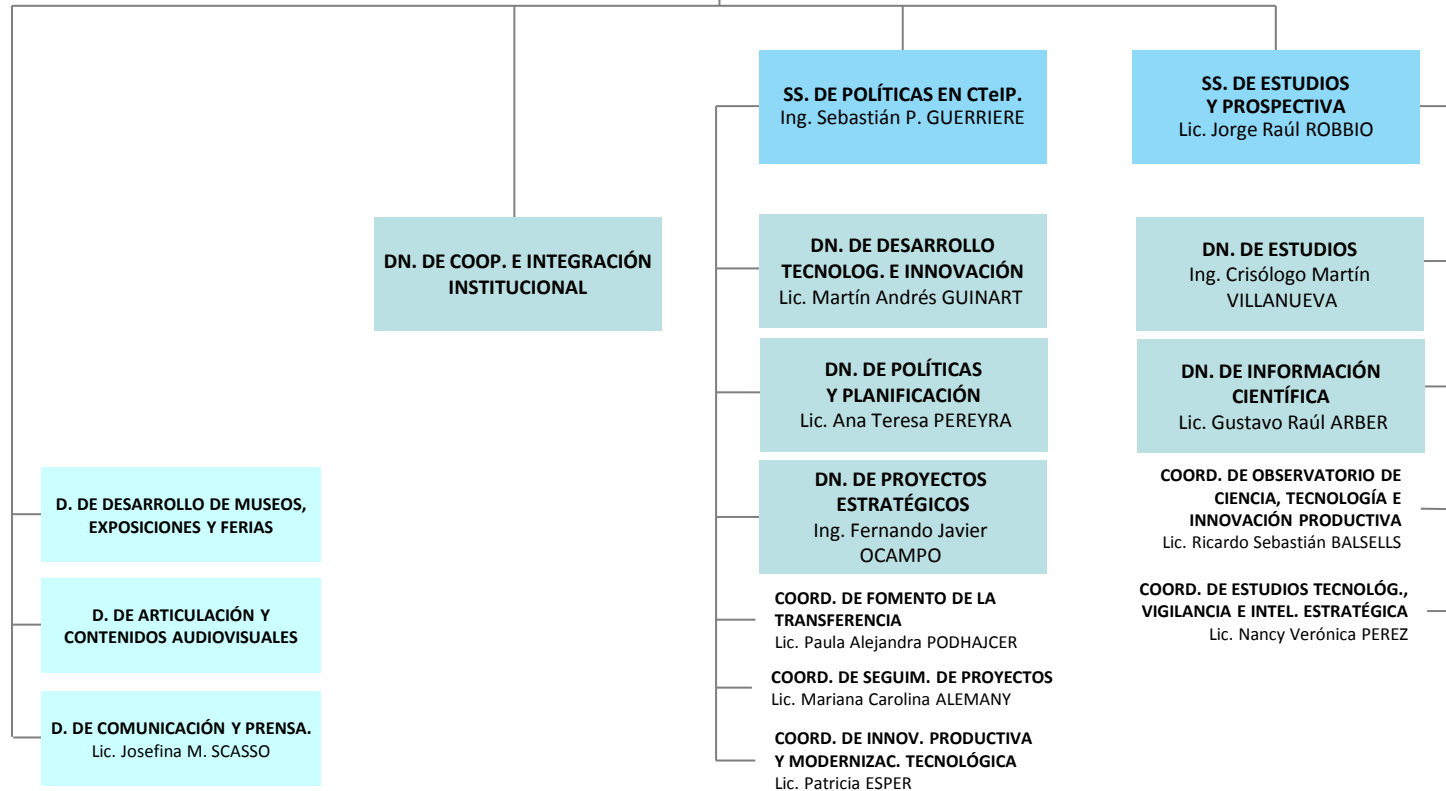 SS. DE POLÍTICAS EN CTeIP.
Ing. Sebastián P. GUERRIERE
SS. DE ESTUDIOS
Y PROSPECTIVA
Lic. Jorge Raúl ROBBIO
DN. DE COOP. E INTEGRACIÓN
INSTITUCIONAL
DN. DE DESARROLLO
TECNOLOG. E INNOVACIÓN
Lic. Martín Andrés GUINART
DN. DE ESTUDIOS
Ing. Crisólogo Martín
VILLANUEVA
DN. DE POLÍTICAS
Y PLANIFICACIÓN
Lic. Ana Teresa PEREYRA
DN. DE INFORMACIÓN
CIENTÍFICA
Lic. Gustavo Raúl ARBER
D. DE DESARROLLO DE MUSEOS,
EXPOSICIONES Y FERIAS
DN. DE PROYECTOS
ESTRATÉGICOS
Ing. Fernando Javier
OCAMPO
COORD. DE OBSERVATORIO DE
CIENCIA, TECNOLOGÍA E
INNOVACIÓN PRODUCTIVA
Lic. Ricardo Sebastián BALSELLS
D. DE ARTICULACIÓN Y
CONTENIDOS AUDIOVISUALES
COORD. DE FOMENTO DE LA
TRANSFERENCIA
Lic. Paula Alejandra PODHAJCER
COORD. DE ESTUDIOS TECNOLÓG.,
VIGILANCIA E INTEL. ESTRATÉGICA
Lic. Nancy Verónica PEREZ
COORD. DE SEGUIM. DE PROYECTOS
Lic. Mariana Carolina ALEMANY
D. DE COMUNICACIÓN Y PRENSA.
Lic. Josefina M. SCASSO
COORD. DE INNOV. PRODUCTIVA
Y MODERNIZAC. TECNOLÓGICA
Lic. Patricia ESPER